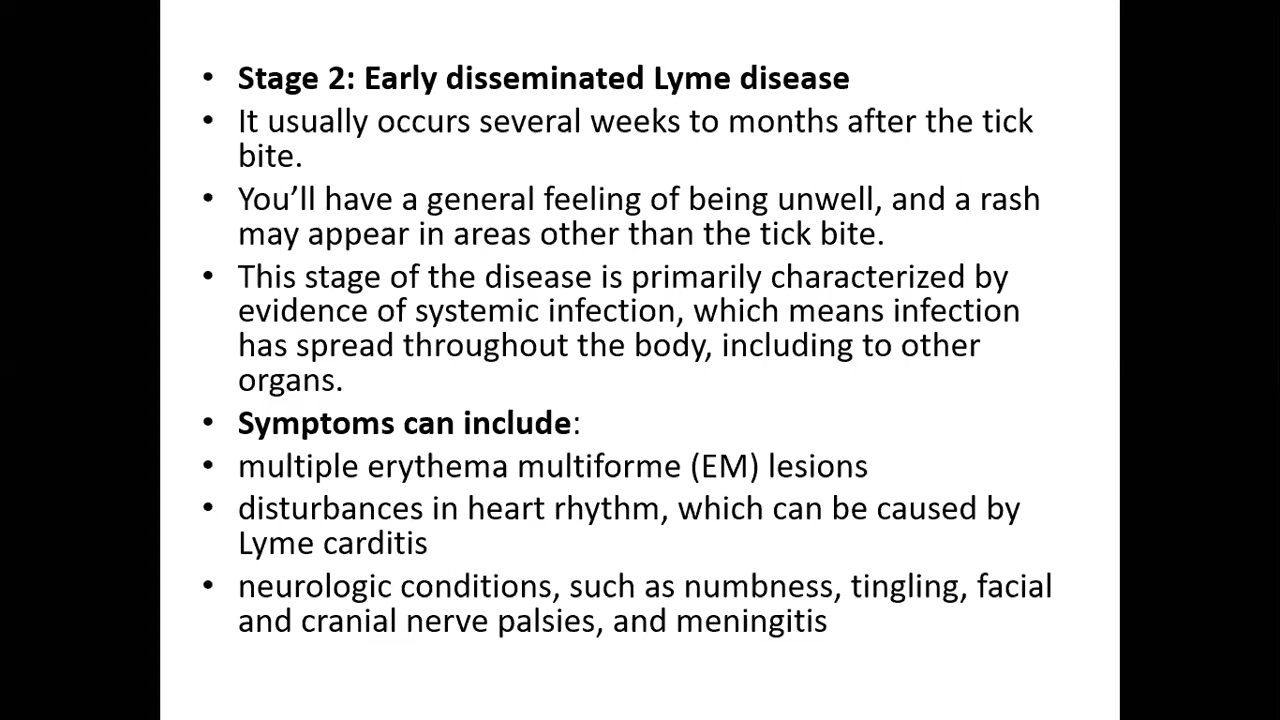 • Stage 2: Early disseminated Lyme disease
• It usually occurs several weeks to months after the tick
bite.
• You’ll have a general feeling of being unwell, and a rash
may appear in areas other than the tick bite.
• This stage of the disease is primarily characterized by
evidence of systemic infection, which means infection
has spread throughout the body, including to other
organs.
• Symptoms can include:
• multiple erythema multiforme (EM) lesions
• disturbances in heart rhythm, which can be caused by
Lyme carditis
• neurologic conditions, such as numbness, tingling, facial
and cranial nerve palsies, and meningitis